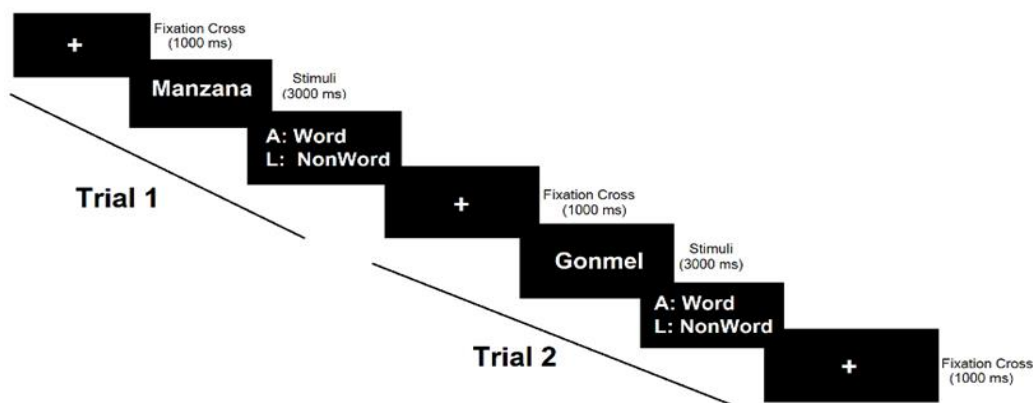 +
Fixation Cross
(1000 ms)
Manzana
Stimuli
(3000 ms)
A: Word
L: NonWord
Trial 1
+
Fixation Cross
(1000 ms)
Gonmel
Stimuli
(3000 ms)
A: Word
L: NonWord
Trial 2
+
Fixation Cross
(1000 ms)